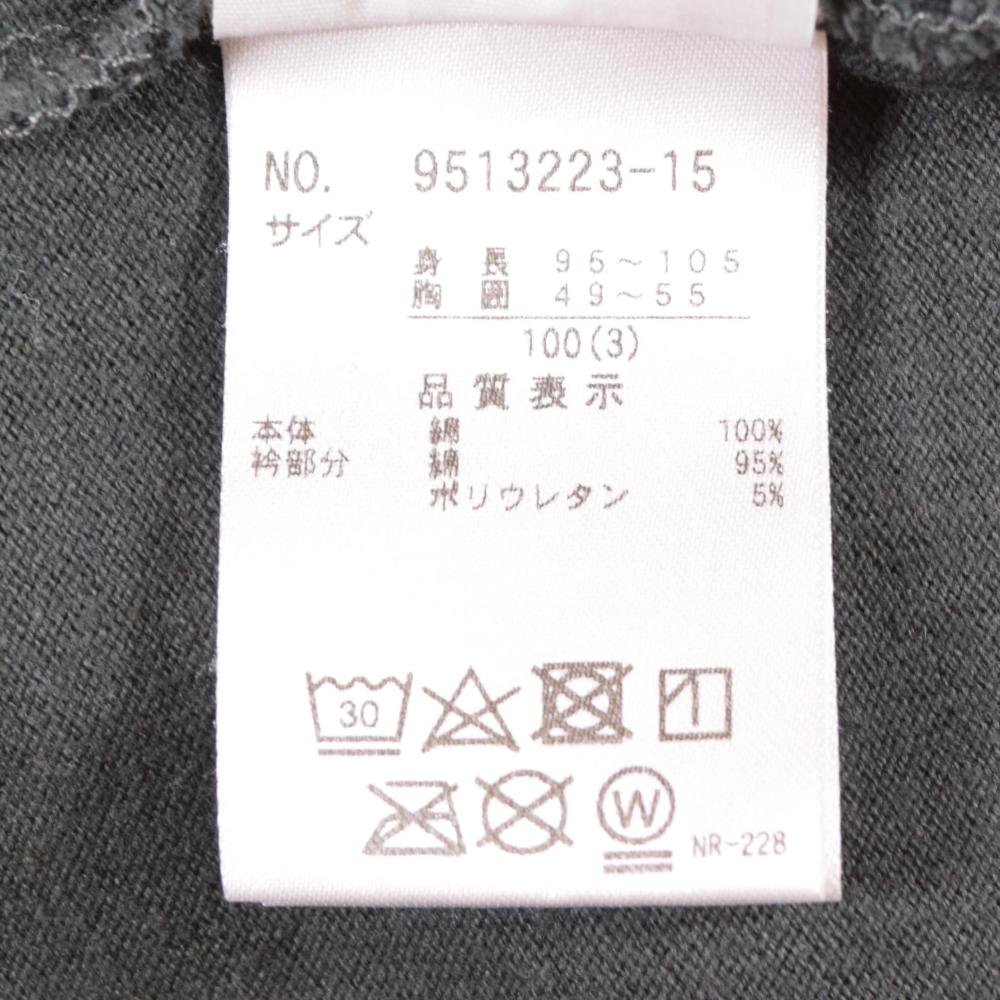 NO. 9513223-15
サイズ
身長 95～105
胸囲 49～55
100(3)
品質表示
本体 綿 100%
衿部分 綿 95%
ポリウレタン 5%
30
W NR-228